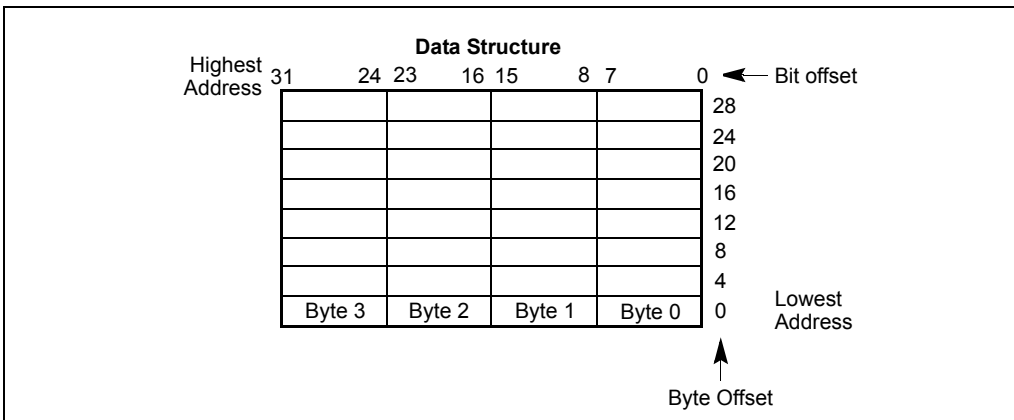 Data Structure
Highest
Address
31 24 23 16 15 8 7 0
Bit offset
28
24
20
16
12
8
4
Byte 3 Byte 2 Byte 1 Byte 0 0
Lowest
Address
Byte Offset